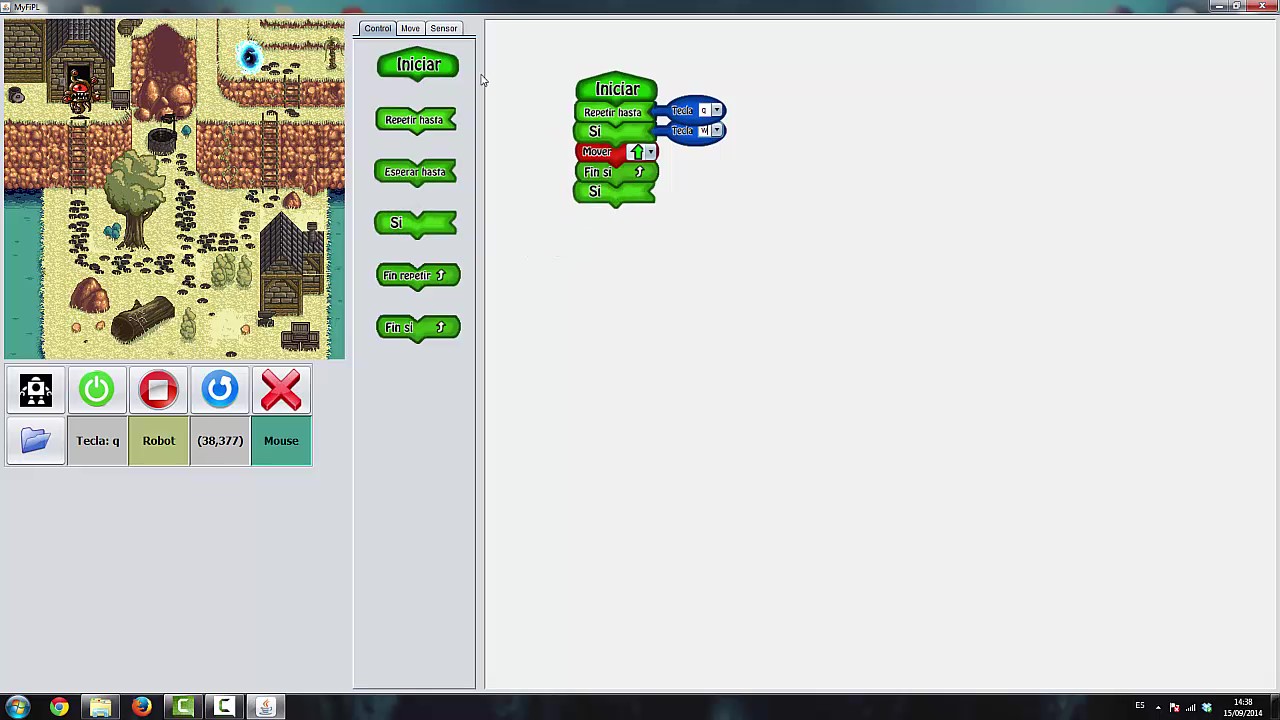 MyFiPL
Control Move Sensor
Iniciar
Repetir hasta
Esperar hasta
Si
Fin repetir
Fin si
Iniciar
Repetir hasta Tecla q
Si Tecla w
Mover
Fin si
Si
Tecla: q Robot (38,377) Mouse
ES 14:38
15/09/2014